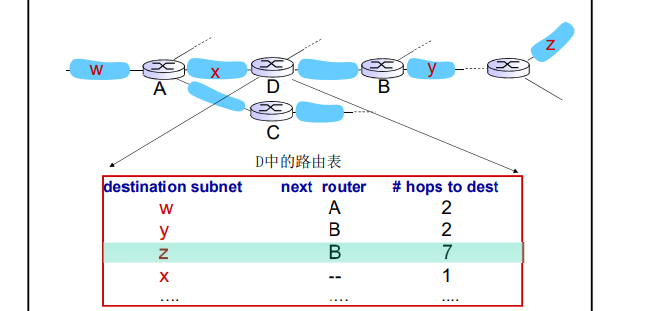 z
w
x
y
A
D
B
C
D中的路由表
destination subnet next router # hops to dest
w A 2
y B 2
z B 7
x -- 1
.... .... ....